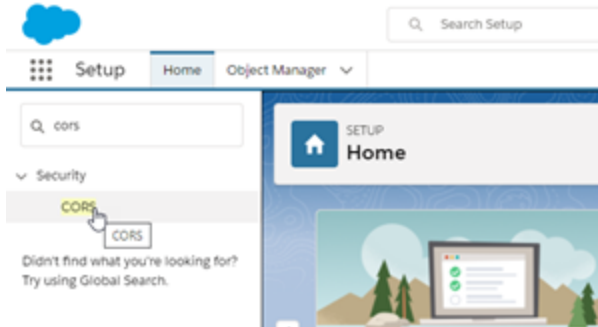 Search Setup
Setup Home Object Manager
cors
SETUP
Home
Security
CORS
CORS
Didn't find what you're looking for?
Try using Global Search.